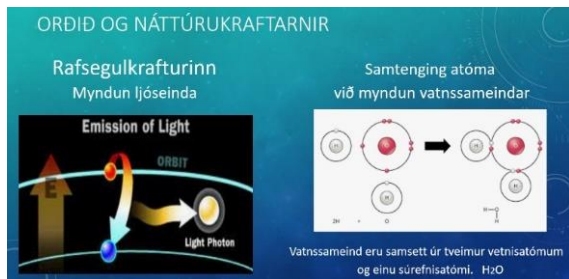 ORÐIÐ OG NÁTTÚRUKRAFTARNIR
Rafsegulkrafturinn
Myndun ljóseinda
Emission of Light
ORBIT
E
Light Photon
Samtenging atóma
við myndun vatnssameindar
H
O
H
H
O
H
2H + O
H—O
H
Vatnssameind eru samsett úr tveimur vetnisatómum
og einu súrefnisatómi. H2O